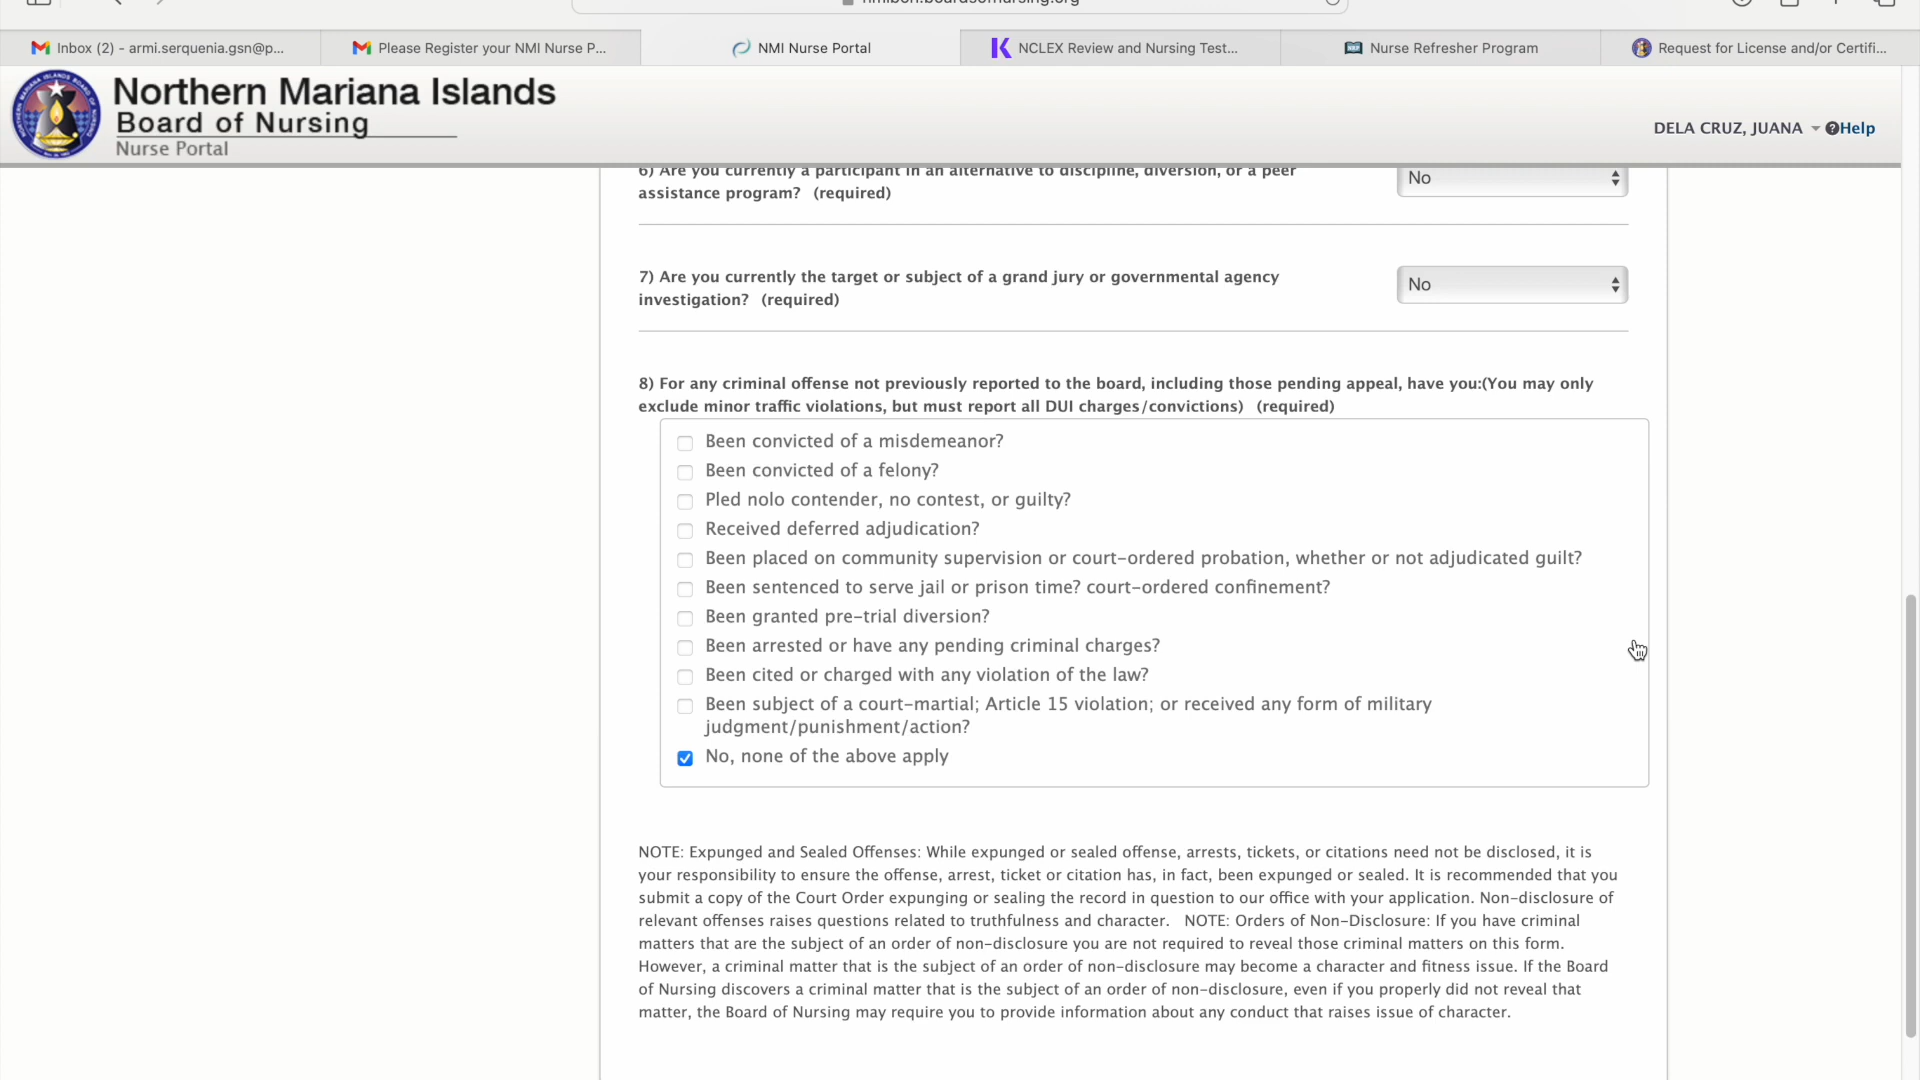 nmibon.boardsofnursing.org
Inbox (2) - armi.serquenia.gsn@p...
Please Register your NMI Nurse P...
NMI Nurse Portal
NCLEX Review and Nursing Test...
Nurse Refresher Program
Request for License and/or Certifi...
Northern Mariana Islands
Board of Nursing
Nurse Portal
DELA CRUZ, JUANA
Help
6) Are you currently a participant in an alternative to discipline, diversion, or a peer
assistance program? (required)
No
7) Are you currently the target or subject of a grand jury or governmental agency
investigation? (required)
No
8) For any criminal offense not previously reported to the board, including those pending appeal, have you:(You may only
exclude minor traffic violations, but must report all DUI charges/convictions) (required)
Been convicted of a misdemeanor?
Been convicted of a felony?
Pled nolo contender, no contest, or guilty?
Received deferred adjudication?
Been placed on community supervision or court-ordered probation, whether or not adjudicated guilt?
Been sentenced to serve jail or prison time? court-ordered confinement?
Been granted pre-trial diversion?
Been arrested or have any pending criminal charges?
Been cited or charged with any violation of the law?
Been subject of a court-martial; Article 15 violation; or received any form of military
judgment/punishment/action?
No, none of the above apply
NOTE: Expunged and Sealed Offenses: While expunged or sealed offense, arrests, tickets, or citations need not be disclosed, it is
your responsibility to ensure the offense, arrest, ticket or citation has, in fact, been expunged or sealed. It is recommended that you
submit a copy of the Court Order expunging or sealing the record in question to our office with your application. Non-disclosure of
relevant offenses raises questions related to truthfulness and character. NOTE: Orders of Non-Disclosure: If you have criminal
matters that are the subject of an order of non-disclosure you are not required to reveal those criminal matters on this form.
However, a criminal matter that is the subject of an order of non-disclosure may become a character and fitness issue. If the Board
of Nursing discovers a criminal matter that is the subject of an order of non-disclosure, even if you properly did not reveal that
matter, the Board of Nursing may require you to provide information about any conduct that raises issue of character.